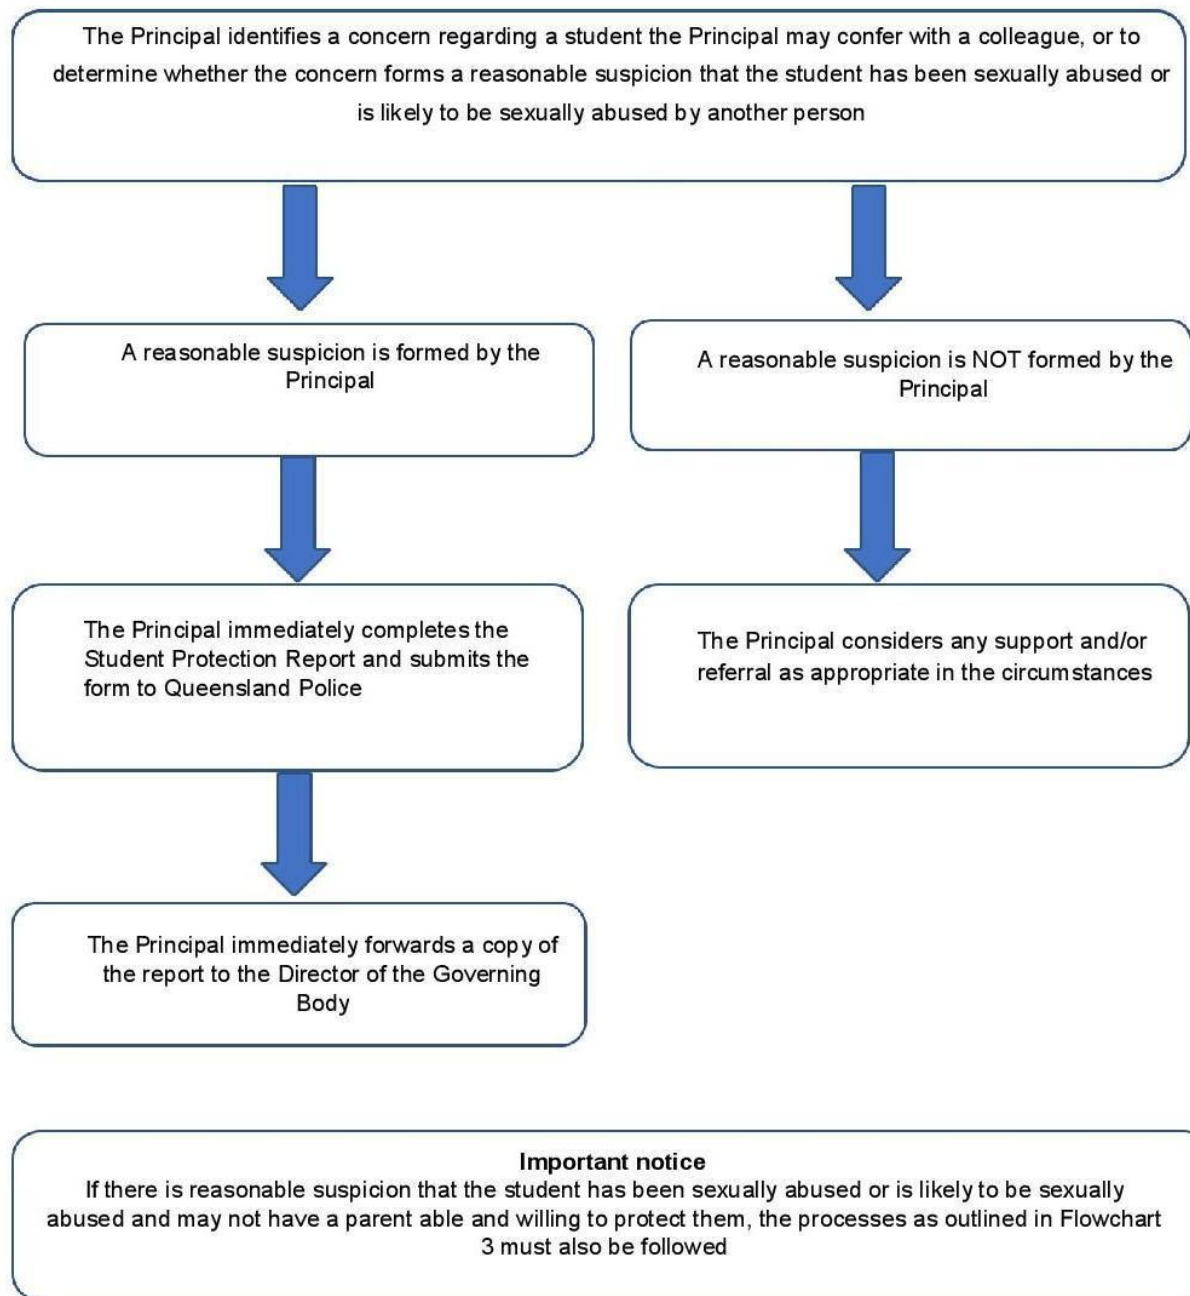 The Principal identifies a concern regarding a student the Principal may confer with a colleague, or to
determine whether the concern forms a reasonable suspicion that the student has been sexually abused or
is likely to be sexually abused by another person
A reasonable suspicion is formed by the
Principal
A reasonable suspicion is NOT formed by the
Principal
The Principal immediately completes the
Student Protection Report and submits the
form to Queensland Police
The Principal considers any support and/or
referral as appropriate in the circumstances
The Principal immediately forwards a copy of
the report to the Director of the Governing
Body
Important notice
If there is reasonable suspicion that the student has been sexually abused or is likely to be sexually
abused and may not have a parent able and willing to protect them, the processes as outlined in Flowchart
3 must also be followed